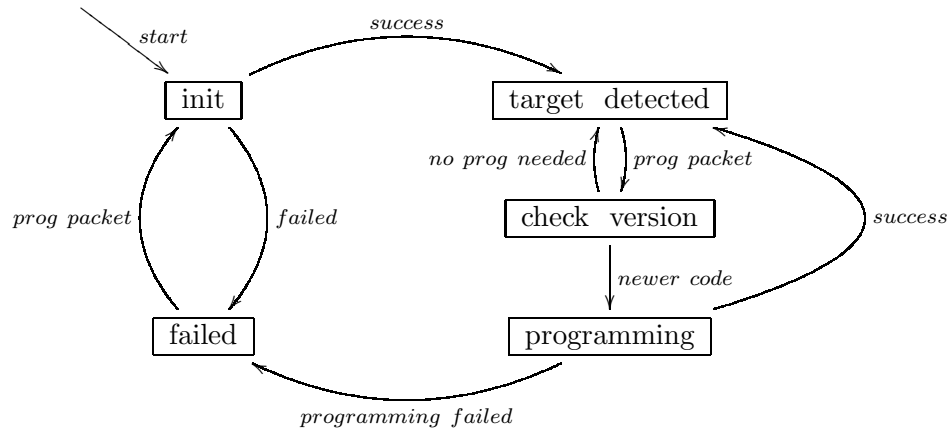 start
success
init
target detected
no prog needed
prog packet
prog packet
failed
check version
success
newer code
failed
programming
programming failed